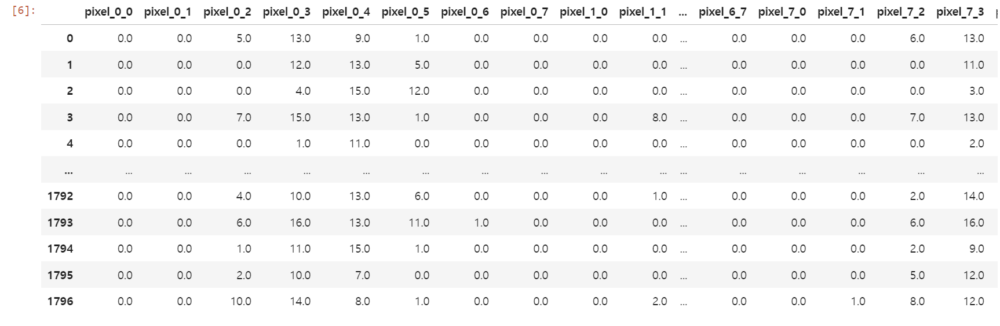 [6]:
pixel_0_0 pixel_0_1 pixel_0_2 pixel_0_3 pixel_0_4 pixel_0_5 pixel_0_6 pixel_0_7 pixel_1_0 pixel_1_1 ... pixel_6_7 pixel_7_0 pixel_7_1 pixel_7_2 pixel_7_3
0 0.0 0.0 5.0 13.0 9.0 1.0 0.0 0.0 0.0 0.0 ... 0.0 0.0 0.0 6.0 13.0
1 0.0 0.0 0.0 12.0 13.0 5.0 0.0 0.0 0.0 0.0 ... 0.0 0.0 0.0 0.0 11.0
2 0.0 0.0 0.0 4.0 15.0 12.0 0.0 0.0 0.0 0.0 ... 0.0 0.0 0.0 0.0 3.0
3 0.0 0.0 7.0 15.0 13.0 1.0 0.0 0.0 0.0 8.0 ... 0.0 0.0 0.0 7.0 13.0
4 0.0 0.0 0.0 1.0 11.0 0.0 0.0 0.0 0.0 0.0 ... 0.0 0.0 0.0 0.0 2.0
... ... ... ... ... ... ... ... ... ... ... ... ... ... ... ... ...
1792 0.0 0.0 4.0 10.0 13.0 6.0 0.0 0.0 0.0 1.0 ... 0.0 0.0 0.0 2.0 14.0
1793 0.0 0.0 6.0 16.0 13.0 11.0 1.0 0.0 0.0 0.0 ... 0.0 0.0 0.0 6.0 16.0
1794 0.0 0.0 1.0 11.0 15.0 1.0 0.0 0.0 0.0 0.0 ... 0.0 0.0 0.0 2.0 9.0
1795 0.0 0.0 2.0 10.0 7.0 0.0 0.0 0.0 0.0 0.0 ... 0.0 0.0 0.0 5.0 12.0
1796 0.0 0.0 10.0 14.0 8.0 1.0 0.0 0.0 0.0 2.0 ... 0.0 0.0 1.0 8.0 12.0